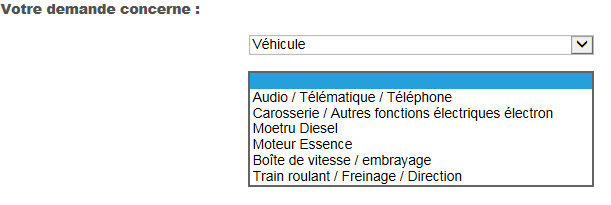 Votre demande concerne :
Véhicule
Audio / Télématique / Téléphone
Carosserie / Autres fonctions électriques électron
Moetru Diesel
Moteur Essence
Boîte de vitesse / embrayage
Train roulant / Freinage / Direction